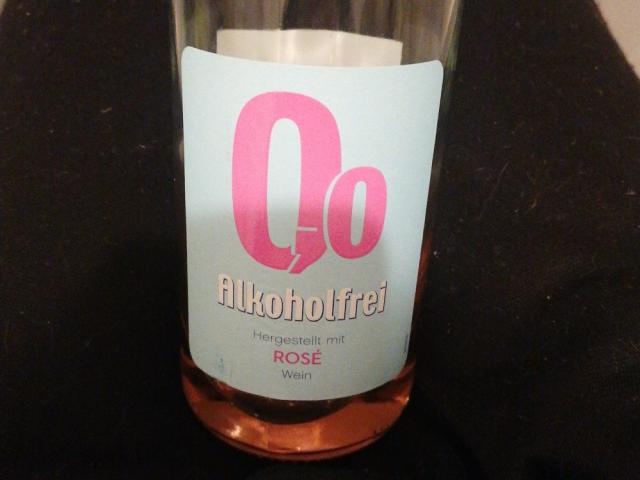 0,0
Alkoholfrei
Hergestellt mit
ROSÉ
Wein